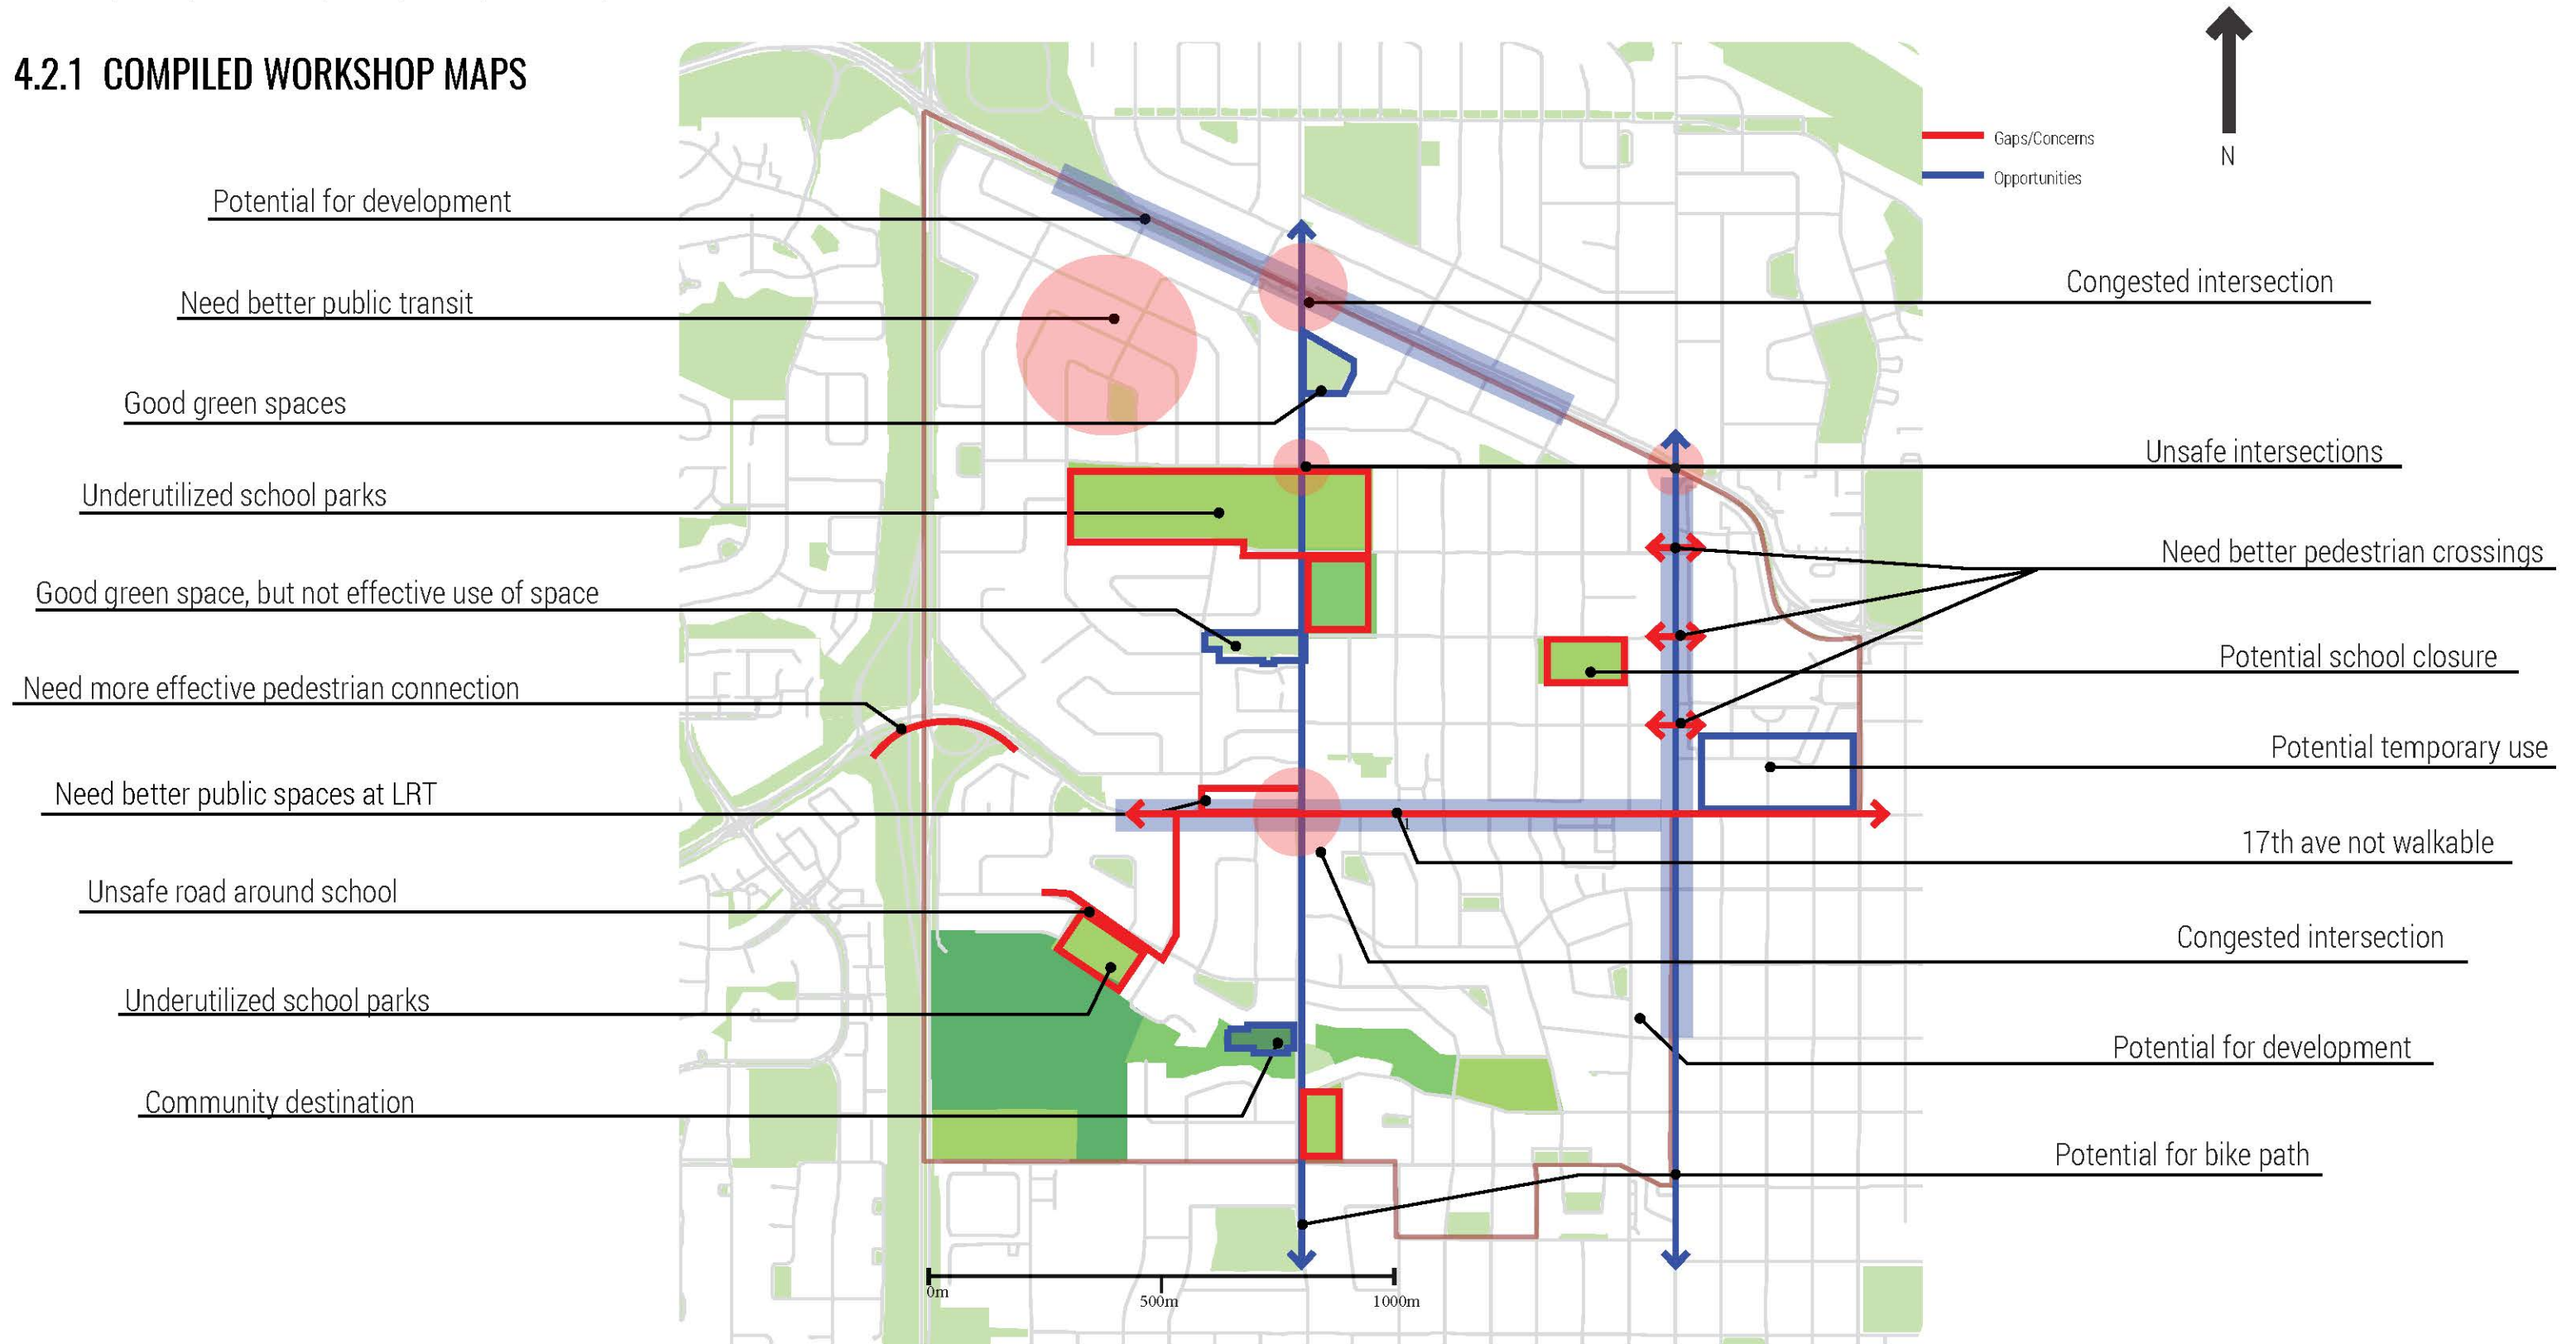 4.2.1 COMPILED WORKSHOP MAPS
Gaps/Concerns
Opportunities
N
Potential for development
Need better public transit
Good green spaces
Underutilized school parks
Good green space, but not effective use of space
Need more effective pedestrian connection
Need better public spaces at LRT
Unsafe road around school
Underutilized school parks
Community destination
Congested intersection
Unsafe intersections
Need better pedestrian crossings
Potential school closure
Potential temporary use
1
17th ave not walkable
Congested intersection
Potential for development
Potential for bike path
0m
500m
1000m